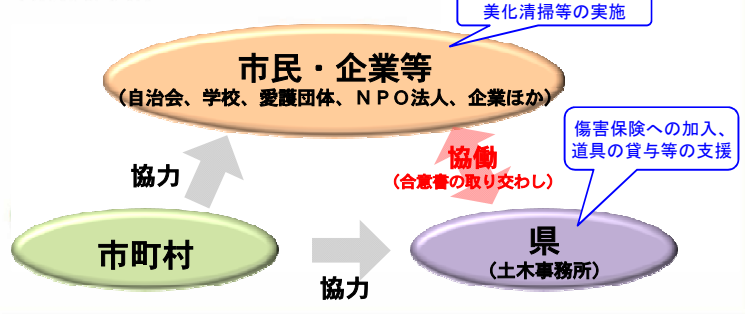 美化清掃等の実施
市民・企業等
（自治会、学校、愛護団体、ＮＰＯ法人、企業ほか）
傷害保険への加入、
道具の貸与等の支援
協働
（合意書の取り交わし）
協力
市町村
県
（土木事務所）
協力